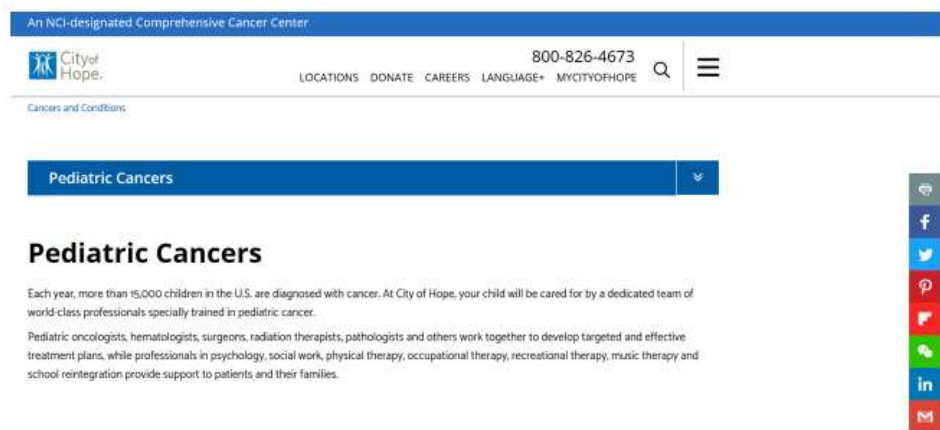 An NCI-designated Comprehensive Cancer Center
City of
Hope.
800-826-4673
LOCATIONS DONATE CAREERS LANGUAGE+ MYCITYOFHOPE
Cancers and Conditions
Pediatric Cancers
Pediatric Cancers
Each year, more than 15,000 children in the U.S. are diagnosed with cancer. At City of Hope, your child will be cared for by a dedicated team of
world-class professionals specially trained in pediatric cancer.
Pediatric oncologists, hematologists, surgeons, radiation therapists, pathologists and others work together to develop targeted and effective
treatment plans, while professionals in psychology, social work, physical therapy, occupational therapy, recreational therapy, music therapy and
school reintegration provide support to patients and their families.